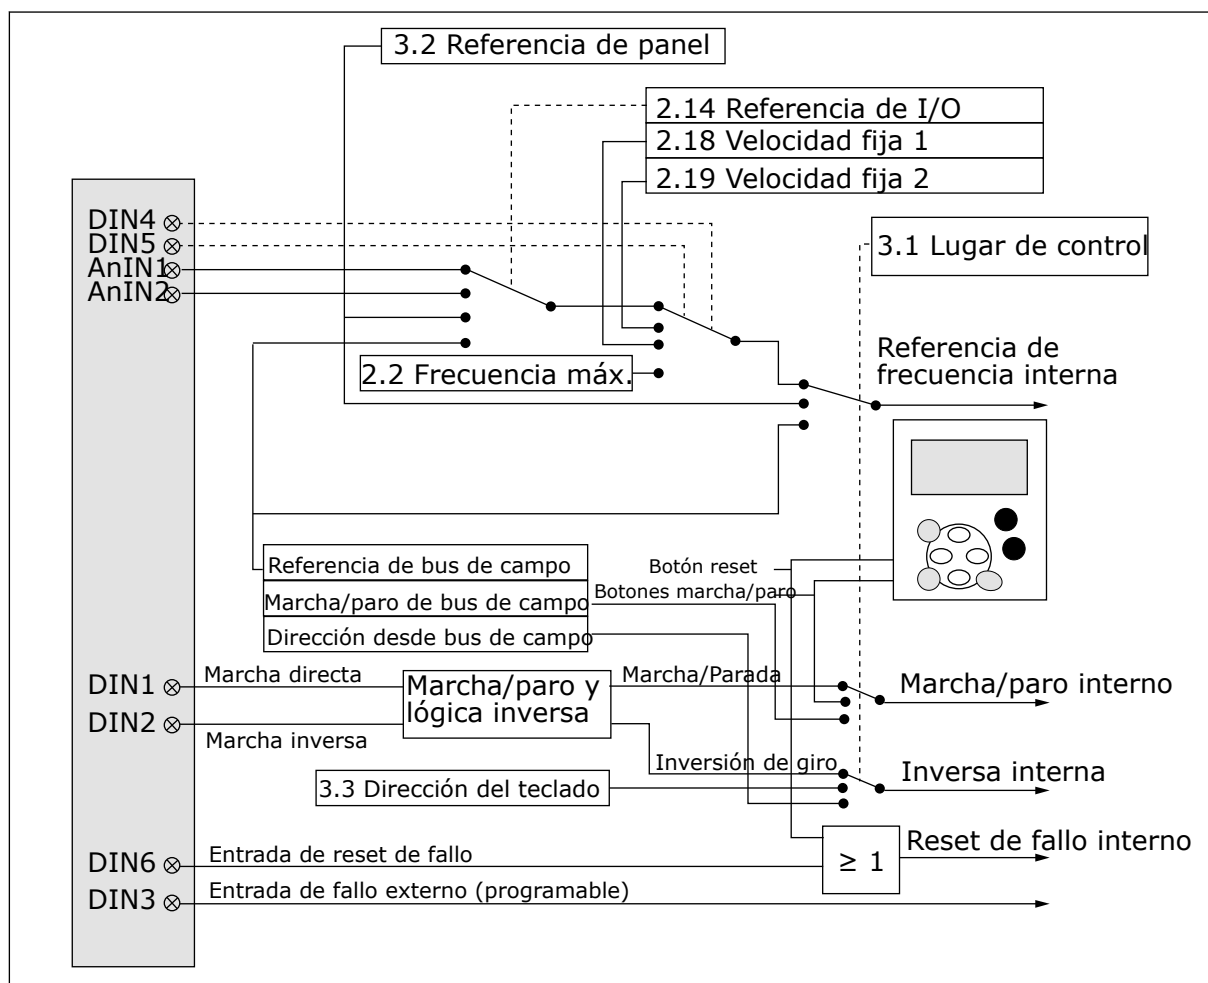 3.2 Referencia de panel
2.14 Referencia de I/O
2.18 Velocidad fija 1
2.19 Velocidad fija 2
DIN4
DIN5
AnIN1
AnIN2
3.1 Lugar de control
2.2 Frecuencia máx.
Referencia de
frecuencia interna
Referencia de bus de campo
Marcha/paro de bus de campo
Dirección desde bus de campo
Botón reset
Botones marcha/paro
DIN1
Marcha directa
DIN2
Marcha inversa
Marcha/paro y
lógica inversa
Marcha/Parada
Marcha/paro interno
Inversión de giro
Inversa interna
3.3 Dirección del teclado
DIN6
Entrada de reset de fallo
≥ 1
Reset de fallo interno
DIN3
Entrada de fallo externo (programable)